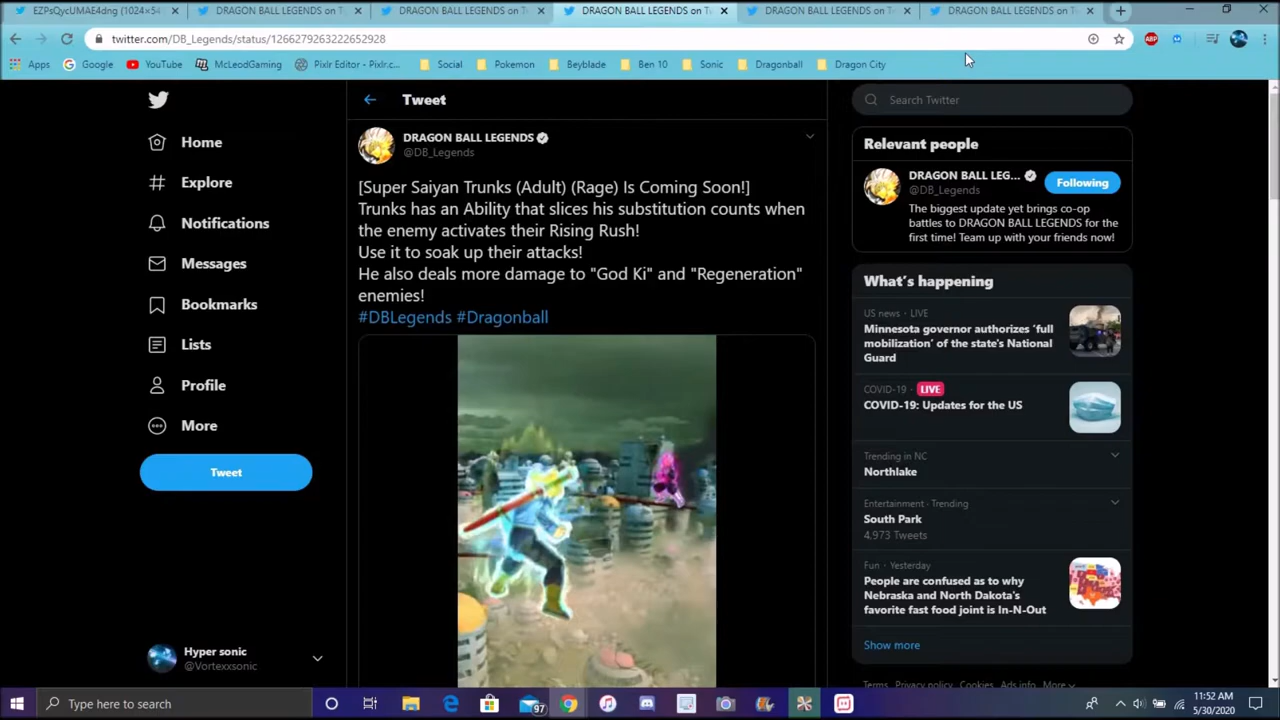 EZPsQycUMAE4dng (1024×54
DRAGON BALL LEGENDS on T
DRAGON BALL LEGENDS on T
DRAGON BALL LEGENDS on T
DRAGON BALL LEGENDS on T
DRAGON BALL LEGENDS on T
twitter.com/DB_Legends/status/1266279263222652928
ABP
Apps
Google
YouTube
McLeodGaming
Pixlr Editor - Pixlr.c...
Social
Pokemon
Beyblade
Ben 10
Sonic
Dragonball
Dragon City
Home
Explore
Notifications
Messages
Bookmarks
Lists
Profile
More
Tweet
Hyper sonic
@Vortexxsonic
Tweet
DRAGON BALL LEGENDS
@DB_Legends
[Super Saiyan Trunks (Adult) (Rage) Is Coming Soon!]
Trunks has an Ability that slices his substitution counts when
the enemy activates their Rising Rush!
Use it to soak up their attacks!
He also deals more damage to "God Ki" and "Regeneration"
enemies!
#DBLegends #Dragonball
Search Twitter
Relevant people
DRAGON BALL LEG...
@DB_Legends
Following
The biggest update yet brings co-op
battles to DRAGON BALL LEGENDS for the
first time! Team up with your friends now!
What's happening
US news · LIVE
Minnesota governor authorizes 'full
mobilization' of the state's National
Guard
COVID-19 LIVE
COVID-19: Updates for the US
Trending in NC
Northlake
Entertainment · Trending
South Park
4,973 Tweets
Fun · Yesterday
People are confused as to why
Nebraska and North Dakota's
favorite fast food joint is In-N-Out
Show more
Terms Privacy policy Cookies Ads info More
Type here to search
97
11:52 AM
5/30/2020